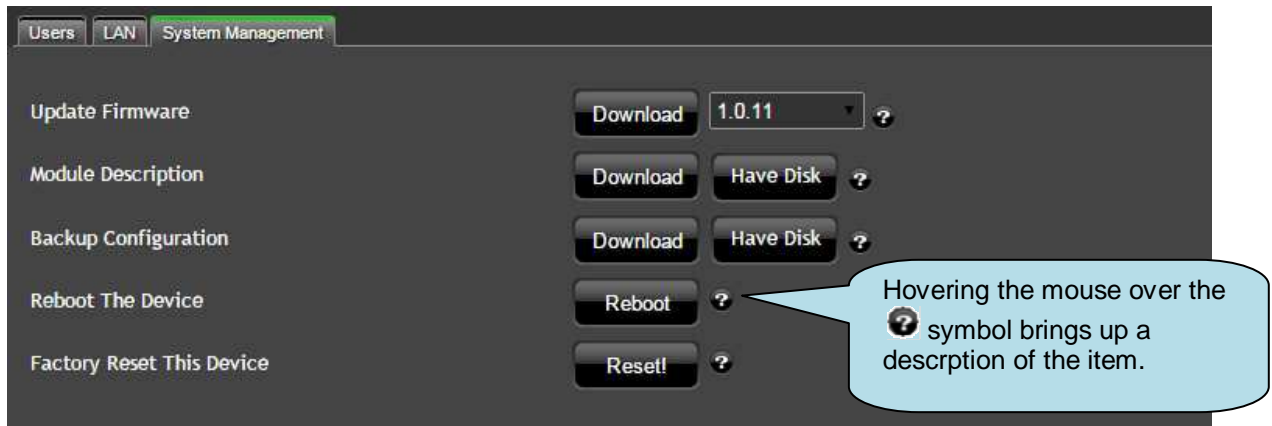 Users LAN System Management
Update Firmware Download 1.0.11 ?
Module Description Download Have Disk ?
Backup Configuration Download Have Disk ?
Reboot The Device Reboot ?
Factory Reset This Device Reset! ?
Hovering the mouse over the
? symbol brings up a
descrption of the item.